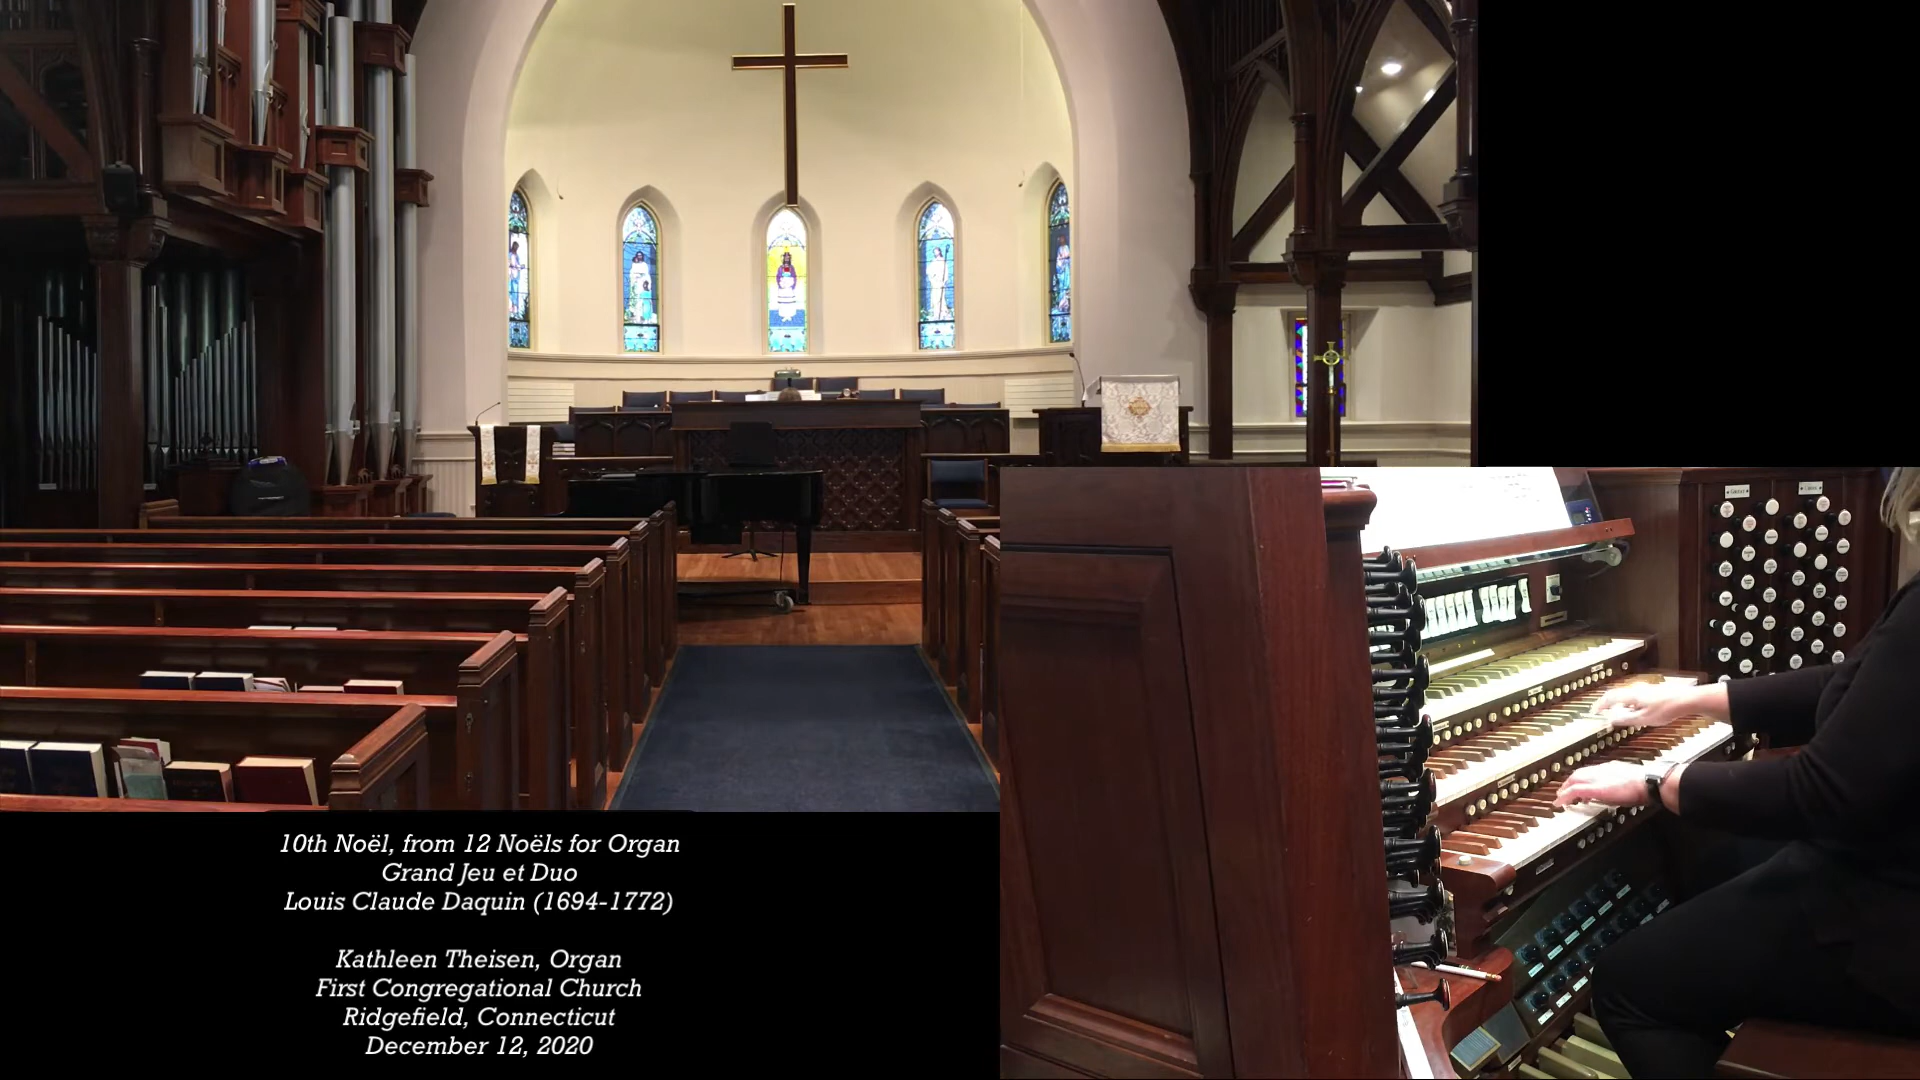 10th Noël, from 12 Noëls for Organ
Grand Jeu et Duo
Louis Claude Daquin (1694-1772)
Kathleen Theisen, Organ
First Congregational Church
Ridgefield, Connecticut
December 12, 2020